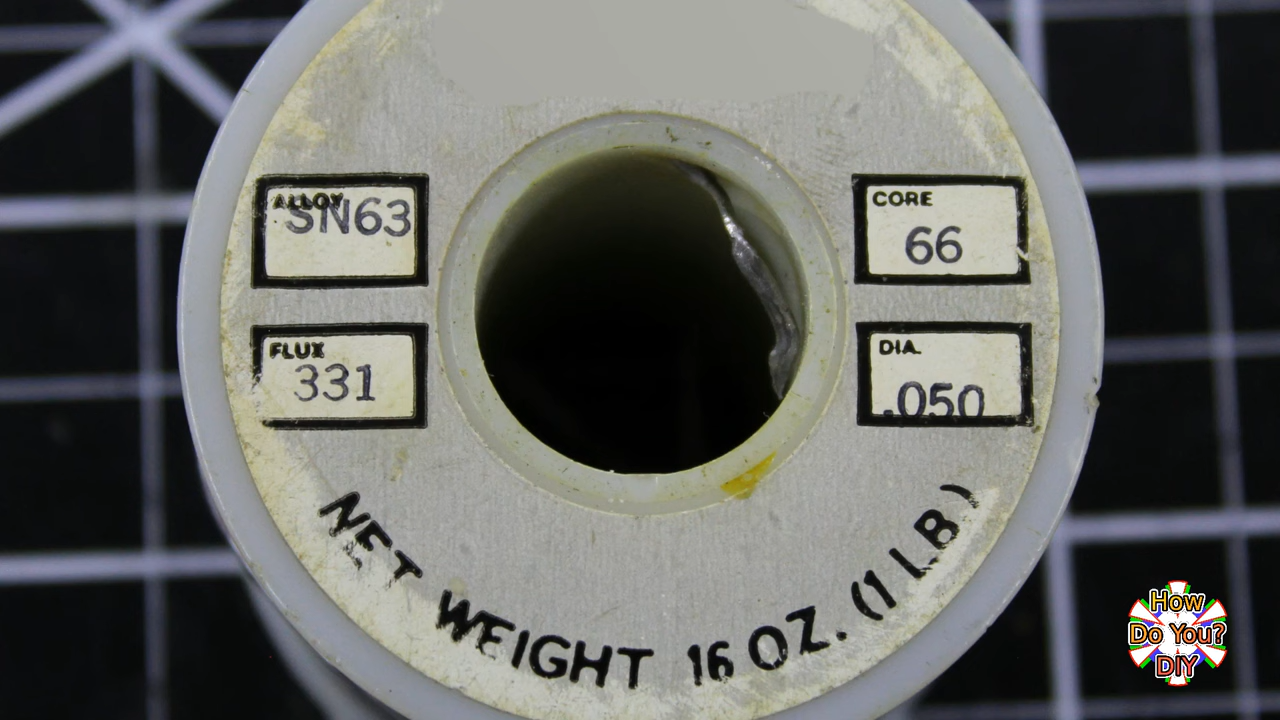 ALLOY
SN63
CORE
66
FLUX
331
DIA.
.050
NET WEIGHT 16 OZ. (1 LB)
How
Do You?
DIY